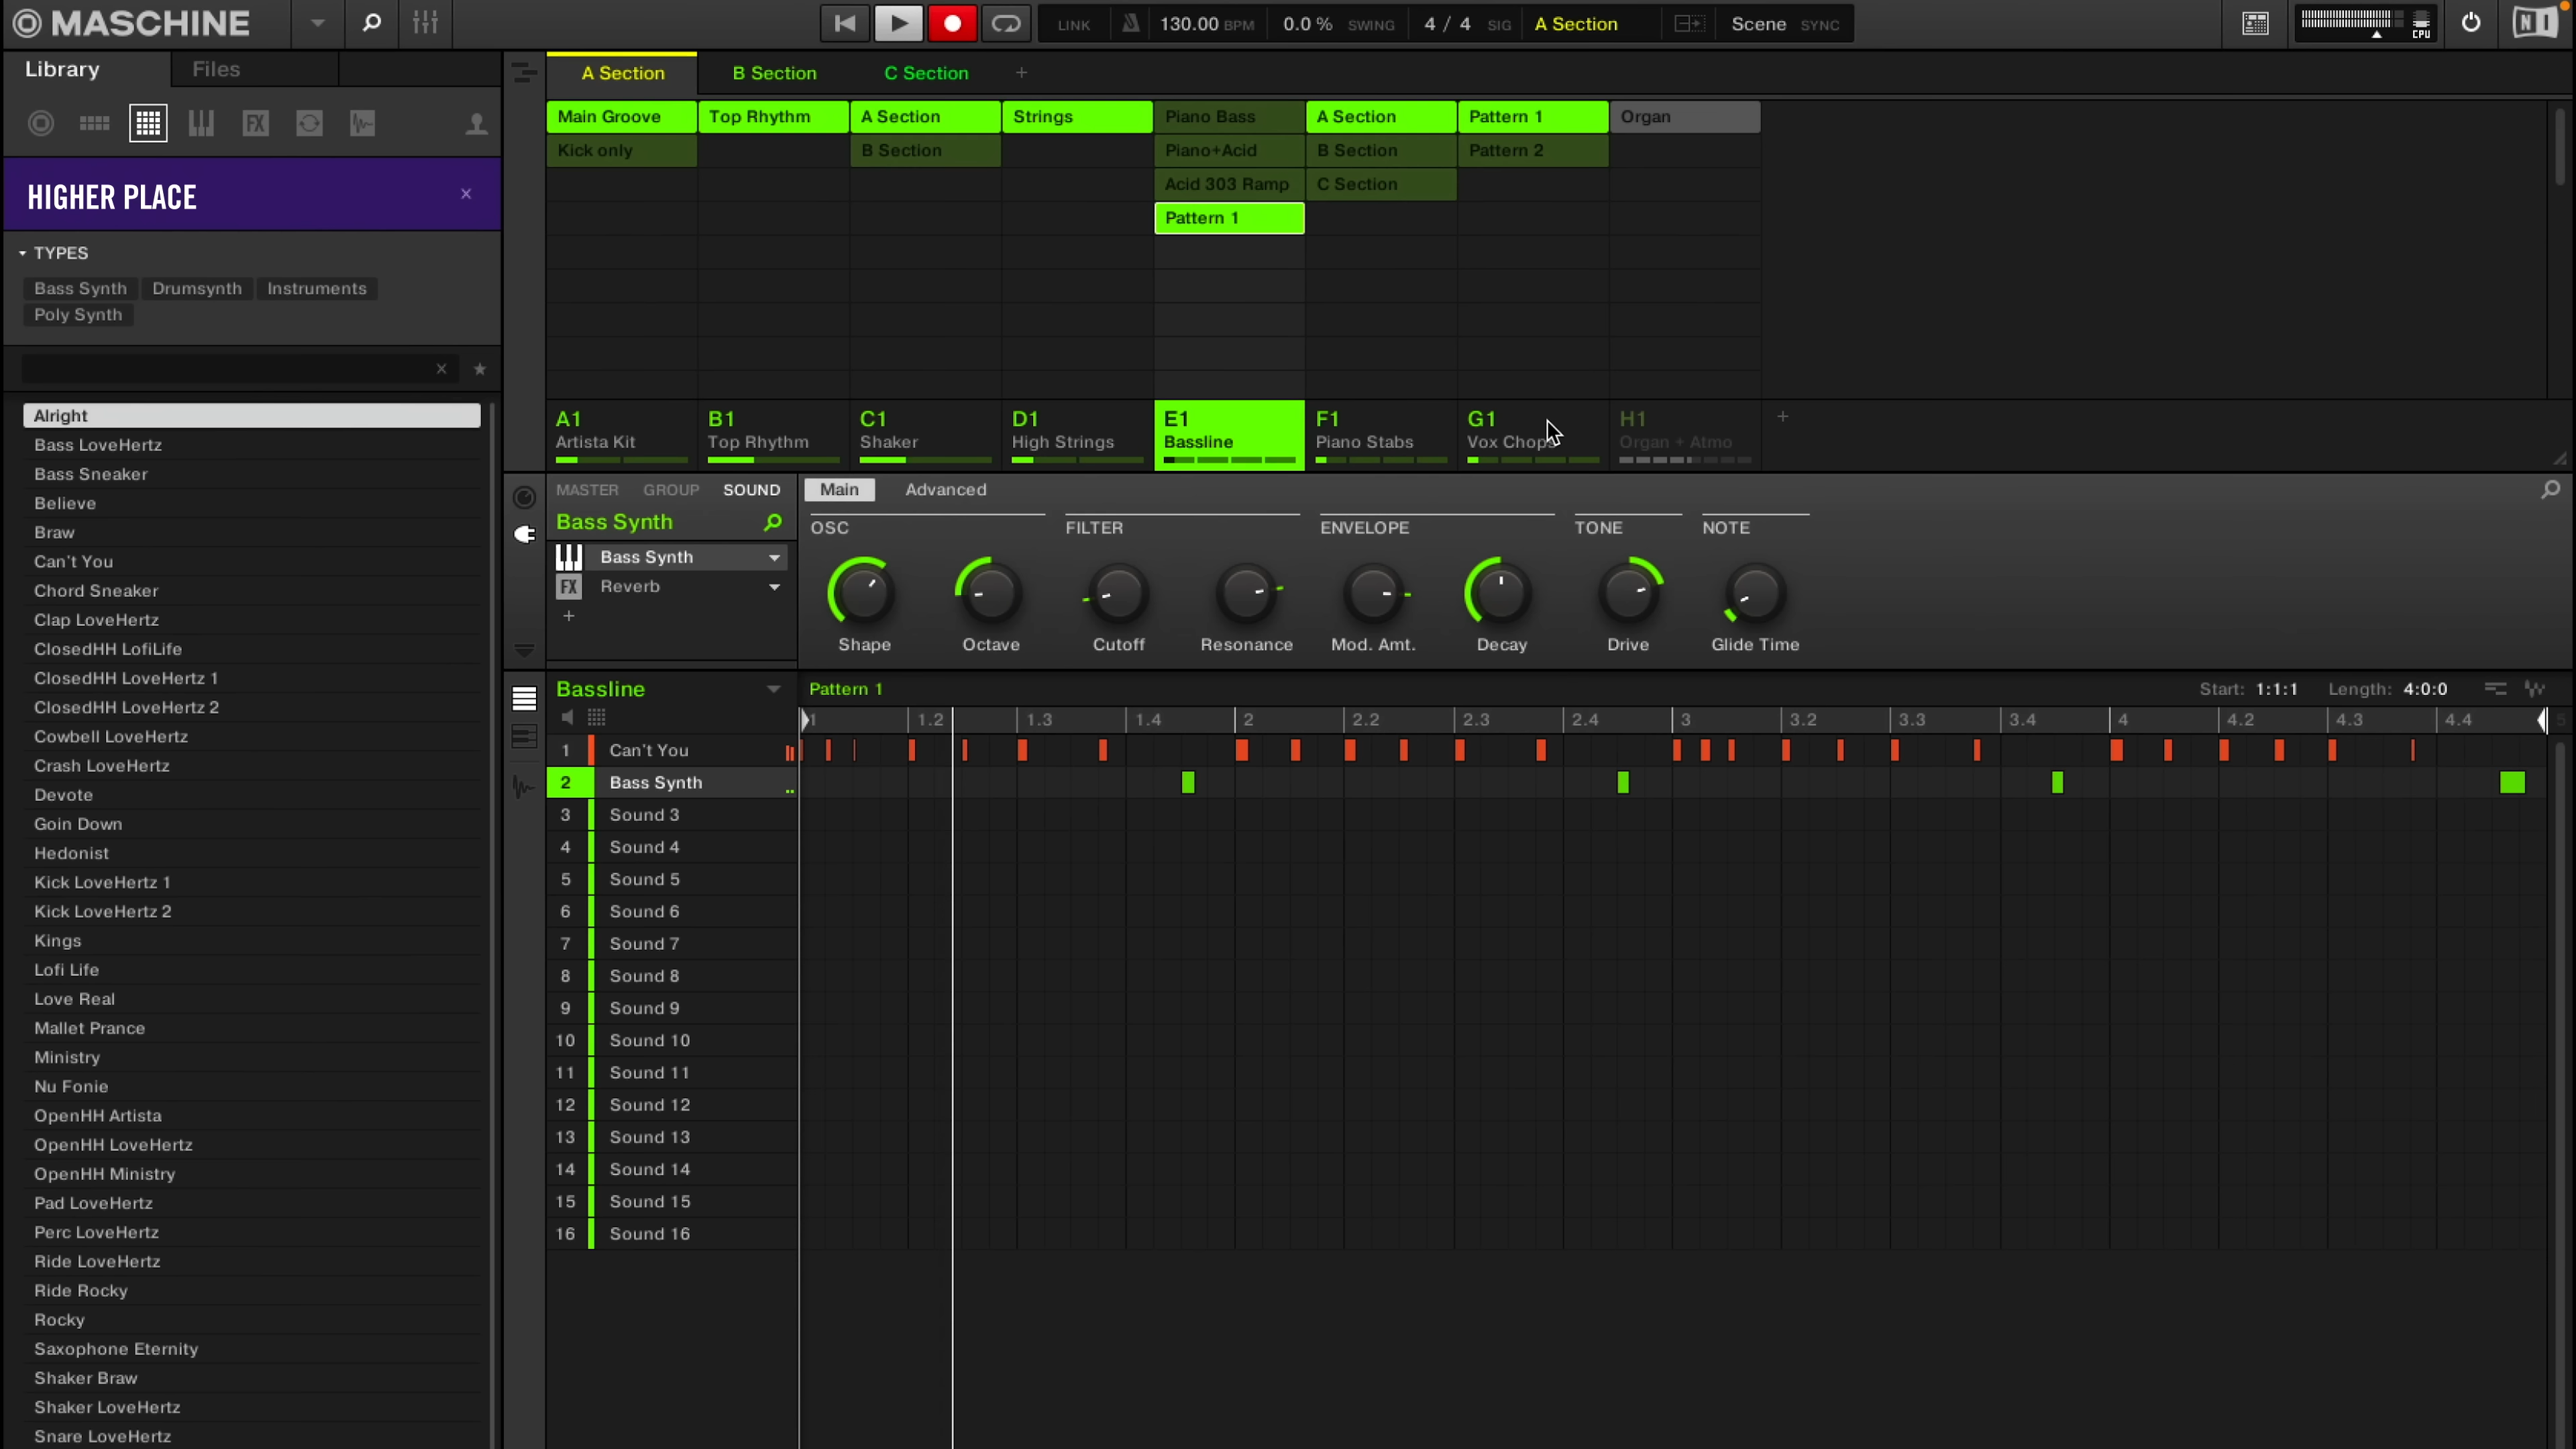 MASCHINE LINK 130.00 BPM 0.0 % SWING 4 / 4 SIG A Section Scene SYNC CPU NI
Library Files
A Section B Section C Section +
Main Groove Top Rhythm A Section Strings Piano Bass A Section Pattern 1 Organ
Kick only B Section Piano+Acid B Section Pattern 2
Acid 303 Ramp C Section
Pattern 1
FX
HIGHER PLACE ×
TYPES
Bass Synth Drumsynth Instruments
Poly Synth
A1 B1 C1 D1 E1 F1 G1 H1 +
Artista Kit Top Rhythm Shaker High Strings Bassline Piano Stabs Vox Chops Organ + Atmo
MASTER GROUP SOUND Main Advanced
Bass Synth
Bass Synth
FX Reverb
+
OSC FILTER ENVELOPE TONE NOTE
Shape Octave Cutoff Resonance Mod. Amt. Decay Drive Glide Time
Bassline Pattern 1 Start: 1:1:1 Length: 4:0:0
1 1.2 1.3 1.4 2 2.2 2.3 2.4 3 3.2 3.3 3.4 4 4.2 4.3 4.4 5
1 Can't You
2 Bass Synth
3 Sound 3
4 Sound 4
5 Sound 5
6 Sound 6
7 Sound 7
8 Sound 8
9 Sound 9
10 Sound 10
11 Sound 11
12 Sound 12
13 Sound 13
14 Sound 14
15 Sound 15
16 Sound 16
Alright
Bass LoveHertz
Bass Sneaker
Believe
Braw
Can't You
Chord Sneaker
Clap LoveHertz
ClosedHH LofiLife
ClosedHH LoveHertz 1
ClosedHH LoveHertz 2
Cowbell LoveHertz
Crash LoveHertz
Devote
Goin Down
Hedonist
Kick LoveHertz 1
Kick LoveHertz 2
Kings
Lofi Life
Love Real
Mallet Prance
Ministry
Nu Fonie
OpenHH Artista
OpenHH LoveHertz
OpenHH Ministry
Pad LoveHertz
Perc LoveHertz
Ride LoveHertz
Ride Rocky
Rocky
Saxophone Eternity
Shaker Braw
Shaker LoveHertz
Snare LoveHertz